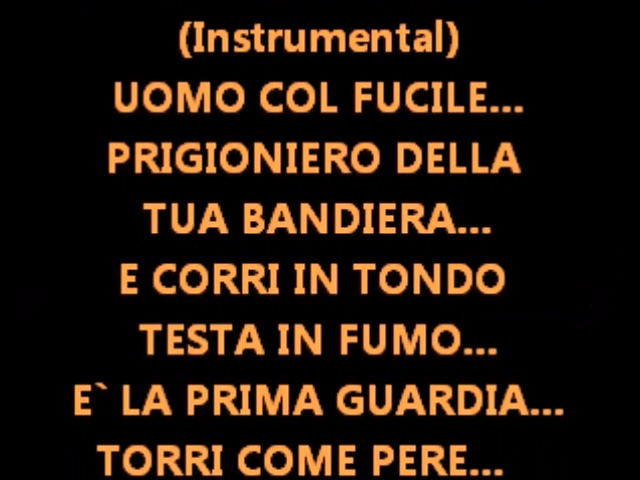 (Instrumental)
UOMO COL FUCILE...
PRIGIONIERO DELLA
TUA BANDIERA...
E CORRI IN TONDO
TESTA IN FUMO...
E` LA PRIMA GUARDIA...
TORRI COME PERE...